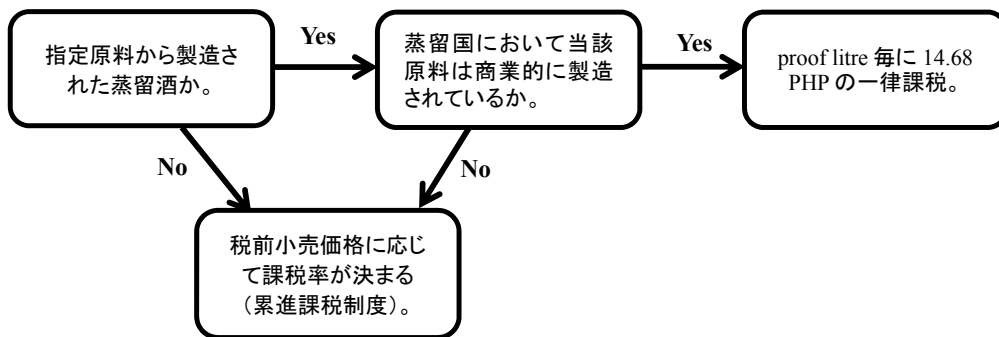 指定原料から製造さ
れた蒸留酒か。
Yes
蒸留国において当該
原料は商業的に製造
されているか。
Yes
proof litre 毎に 14.68
PHP の一律課税。
No
No
税前小売価格に応じ
て課税率が決まる
（累進課税制度）。